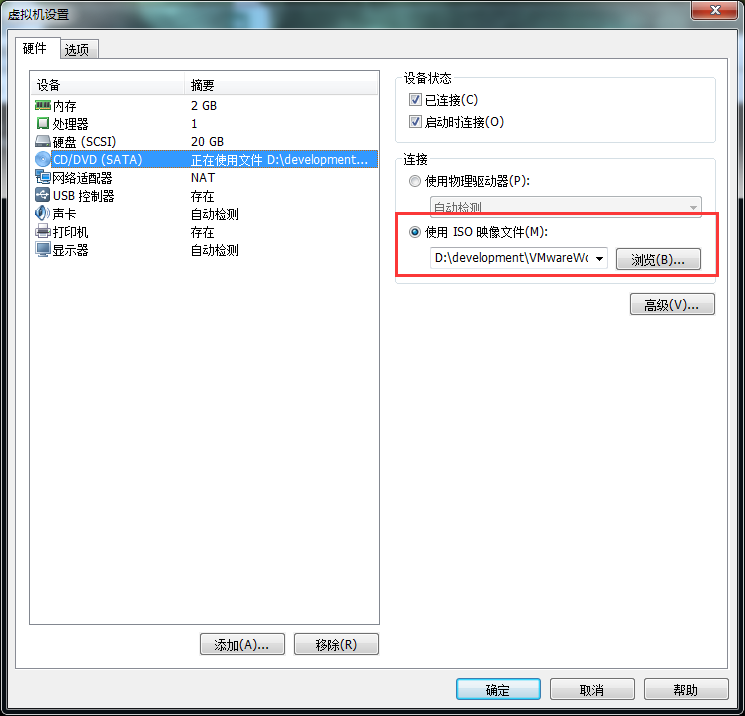 虚拟机设置
硬件 选项
设备 摘要
内存 2 GB
处理器 1
硬盘 (SCSI) 20 GB
CD/DVD (SATA) 正在使用文件 D:\development...
网络适配器 NAT
USB 控制器 存在
声卡 自动检测
打印机 存在
显示器 自动检测
添加(A)... 移除(R)
设备状态
已连接(C)
启动时连接(O)
连接
使用物理驱动器(P):
自动检测
使用 ISO 映像文件(M):
D:\development\VMwareWo 浏览(B)...
高级(V)...
确定 取消 帮助